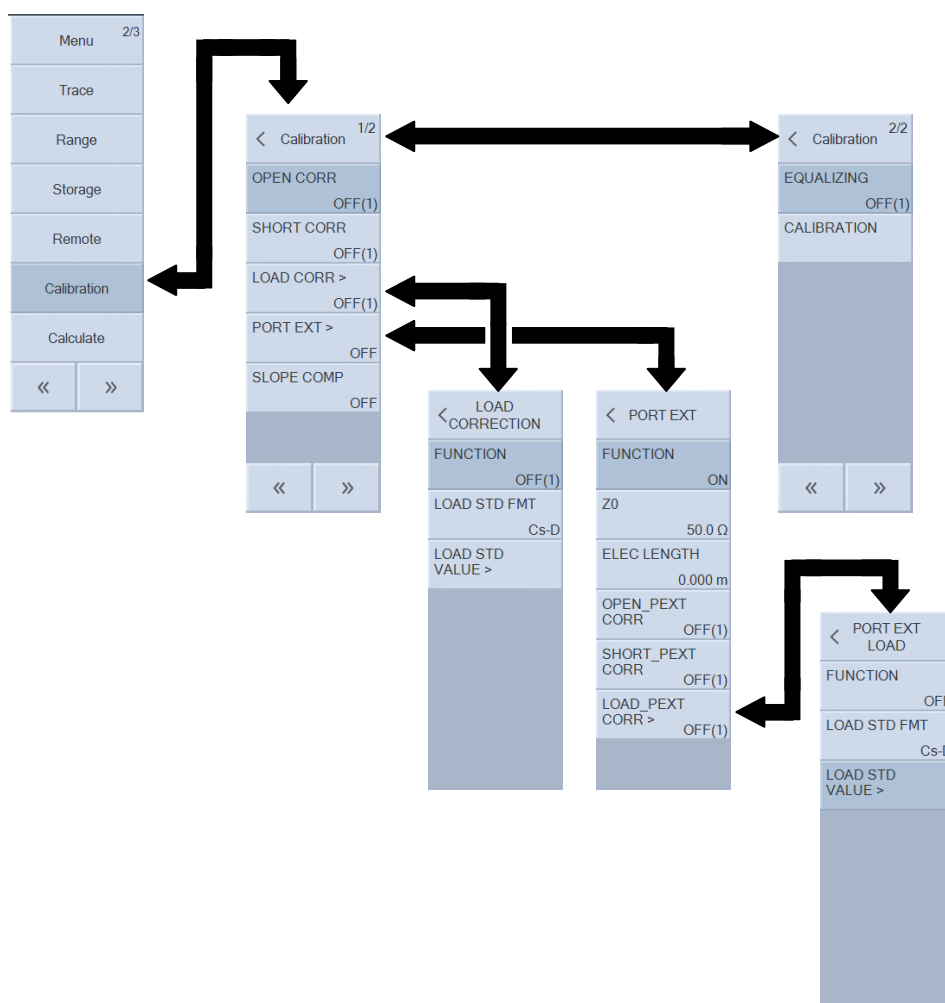 Menu 2/3
Trace
Range
Storage
Remote
Calibration
Calculate
« »
< Calibration 1/2
OPEN CORR
OFF(1)
SHORT CORR
OFF(1)
LOAD CORR >
OFF(1)
PORT EXT >
OFF
SLOPE COMP
OFF
« »
< Calibration 2/2
EQUALIZING
OFF(1)
CALIBRATION
« »
< LOAD
CORRECTION
FUNCTION
OFF(1)
LOAD STD FMT
Cs-D
LOAD STD
VALUE >
< PORT EXT
FUNCTION
ON
Z0
50.0 Ω
ELEC LENGTH
0.000 m
OPEN_PEXT
CORR
OFF(1)
SHORT_PEXT
CORR
OFF(1)
LOAD_PEXT
CORR >
OFF(1)
< PORT EXT
LOAD
FUNCTION
LOAD STD FMT
LOAD STD
VALUE >